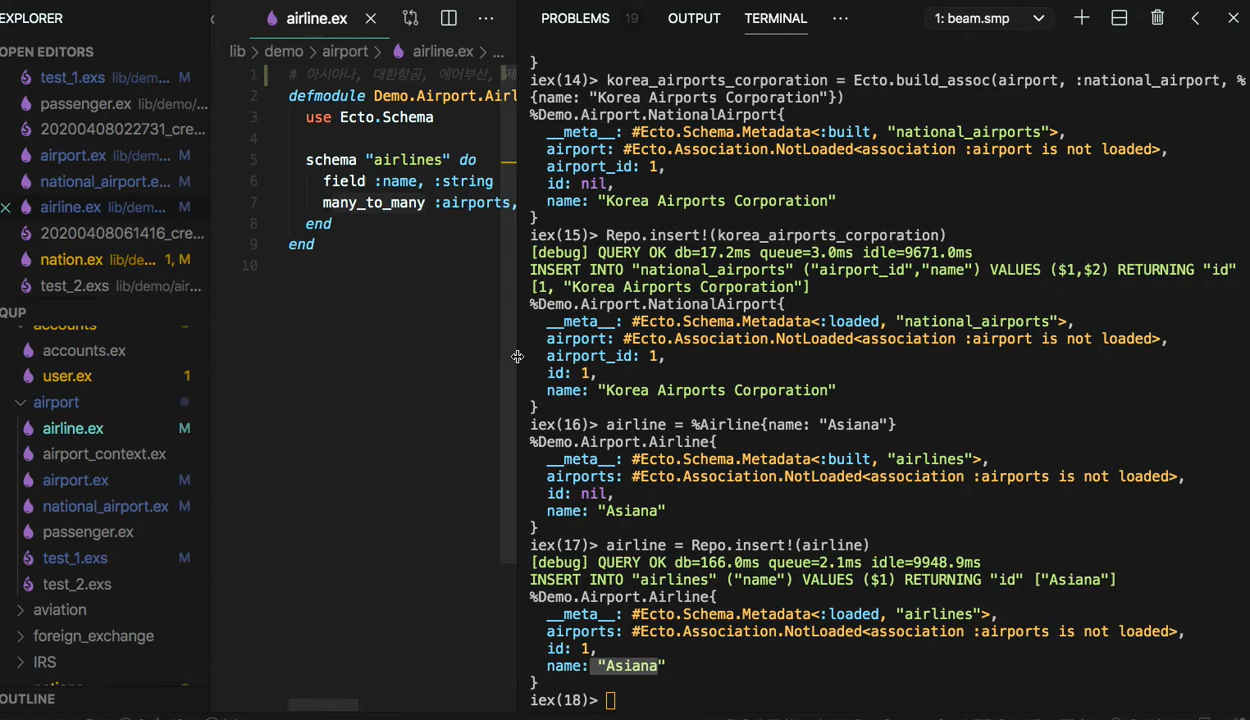 EXPLORER
OPEN EDITORS
test_1.exs lib/dem... M
passenger.ex lib/demo/...
20200408022731_cre...
airport.ex lib/dem... M
national_airport.e... M
airline.ex lib/dem... M
20200408061416_cre...
nation.ex lib/de... 1, M
test_2.exs lib/demo/air...
QUP
accounts
accounts.ex
user.ex 1
airport
airline.ex M
airport_context.ex
airport.ex M
national_airport.ex M
passenger.ex
test_1.exs M
test_2.exs
aviation
foreign_exchange
IRS
OUTLINE
airline.ex
lib > demo > airport > airline.ex > ...
1 # 아시아나, 대한항공, 에어부산, 제
2 defmodule Demo.Airport.Airl
3 use Ecto.Schema
4
5 schema "airlines" do
6 field :name, :string
7 many_to_many :airports,
8 end
9 end
10
PROBLEMS 19 OUTPUT TERMINAL ... 1: beam.smp
}
iex(14)> korea_airports_corporation = Ecto.build_assoc(airport, :national_airport, %
{name: "Korea Airports Corporation"})
%Demo.Airport.NationalAirport{
__meta__: #Ecto.Schema.Metadata<:built, "national_airports">,
airport: #Ecto.Association.NotLoaded<association :airport is not loaded>,
airport_id: 1,
id: nil,
name: "Korea Airports Corporation"
}
iex(15)> Repo.insert!(korea_airports_corporation)
[debug] QUERY OK db=17.2ms queue=3.0ms idle=9671.0ms
INSERT INTO "national_airports" ("airport_id","name") VALUES ($1,$2) RETURNING "id"
[1, "Korea Airports Corporation"]
%Demo.Airport.NationalAirport{
__meta__: #Ecto.Schema.Metadata<:loaded, "national_airports">,
airport: #Ecto.Association.NotLoaded<association :airport is not loaded>,
airport_id: 1,
id: 1,
name: "Korea Airports Corporation"
}
iex(16)> airline = %Airline{name: "Asiana"}
%Demo.Airport.Airline{
__meta__: #Ecto.Schema.Metadata<:built, "airlines">,
airports: #Ecto.Association.NotLoaded<association :airports is not loaded>,
id: nil,
name: "Asiana"
}
iex(17)> airline = Repo.insert!(airline)
[debug] QUERY OK db=166.0ms queue=2.1ms idle=9948.9ms
INSERT INTO "airlines" ("name") VALUES ($1) RETURNING "id" ["Asiana"]
%Demo.Airport.Airline{
__meta__: #Ecto.Schema.Metadata<:loaded, "airlines">,
airports: #Ecto.Association.NotLoaded<association :airports is not loaded>,
id: 1,
name: "Asiana"
}
iex(18)>